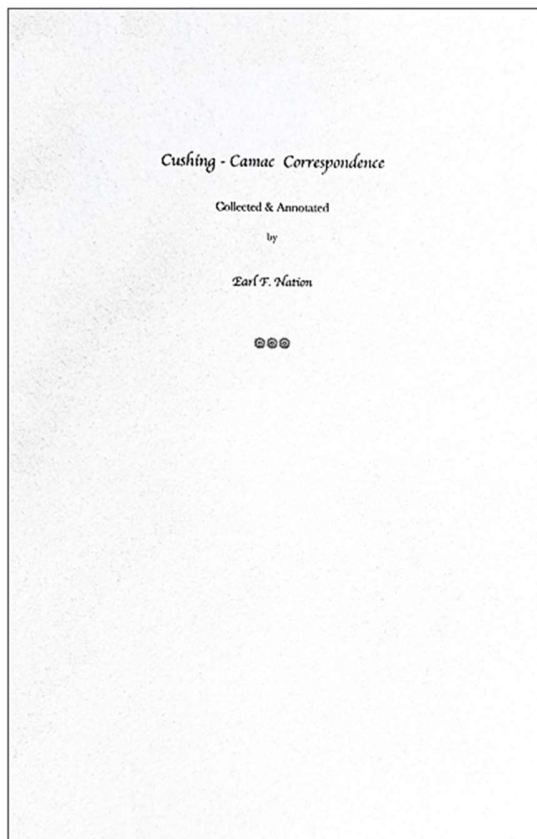 Cushing - Camac Correspondence
Collected & Annotated
by
Earl F. Nation